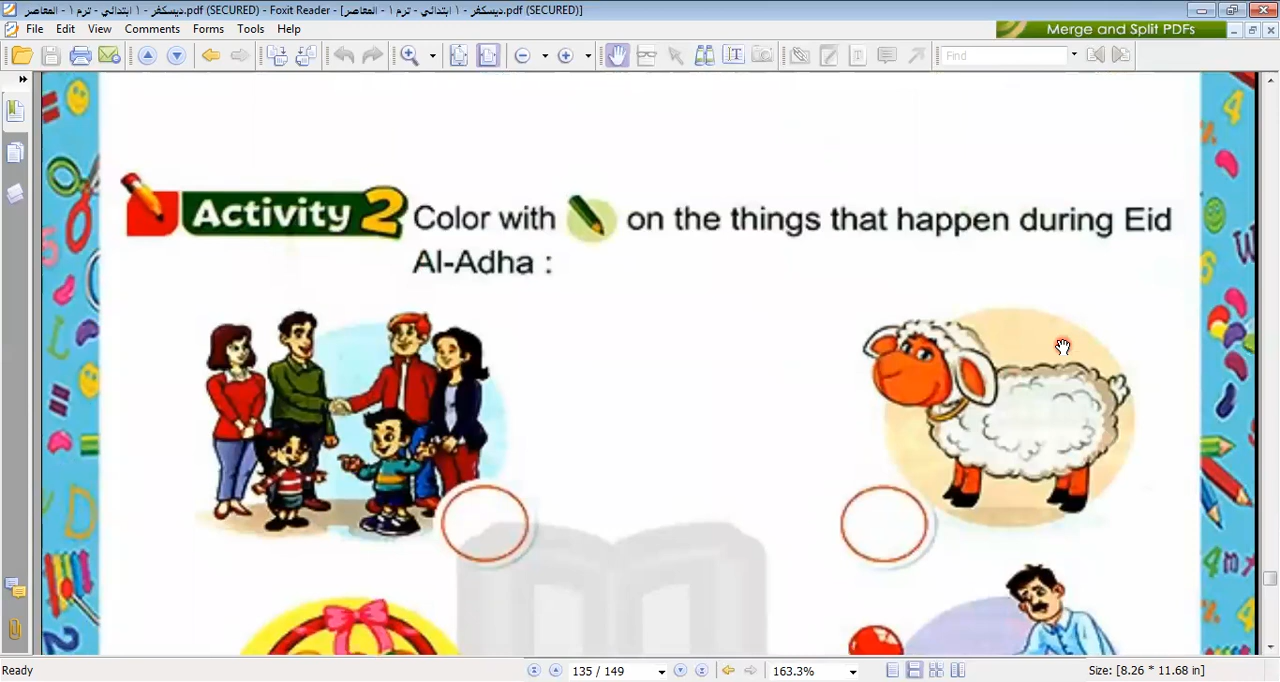 ديسكفر - ١ ابتدائي - ترم ١ - المعاصر.pdf (SECURED) - Foxit Reader - [ديسكفر - ١ ابتدائي - ترم ١ - المعاصر.pdf (SECURED)]
File Edit View Comments Forms Tools Help
Merge and Split PDFs
Find
Activity 2 Color with on the things that happen during Eid
Al-Adha :
Ready
135 / 149
163.3%
Size: [8.26 * 11.68 in]